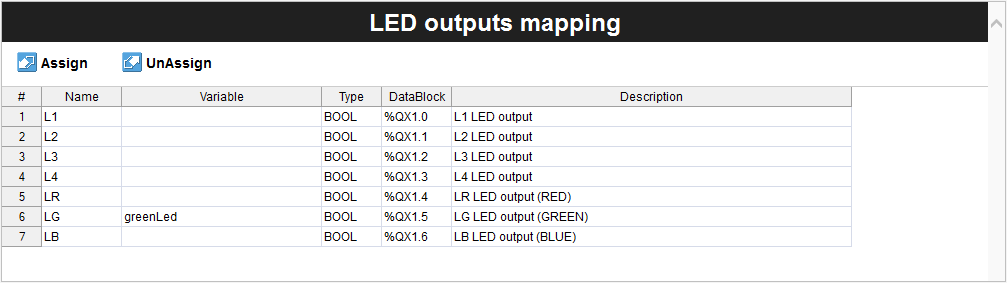 LED outputs mapping
Assign UnAssign
# Name Variable Type DataBlock Description
1 L1 BOOL %QX1.0 L1 LED output
2 L2 BOOL %QX1.1 L2 LED output
3 L3 BOOL %QX1.2 L3 LED output
4 L4 BOOL %QX1.3 L4 LED output
5 LR BOOL %QX1.4 LR LED output (RED)
6 LG greenLed BOOL %QX1.5 LG LED output (GREEN)
7 LB BOOL %QX1.6 LB LED output (BLUE)